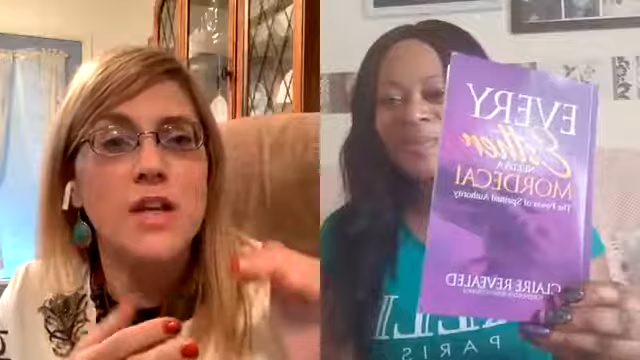 EVERY
Esther
NEEDS A
MORDECAI
The Power of Spiritual Authority
CLAIRE REVEALED
PARIS